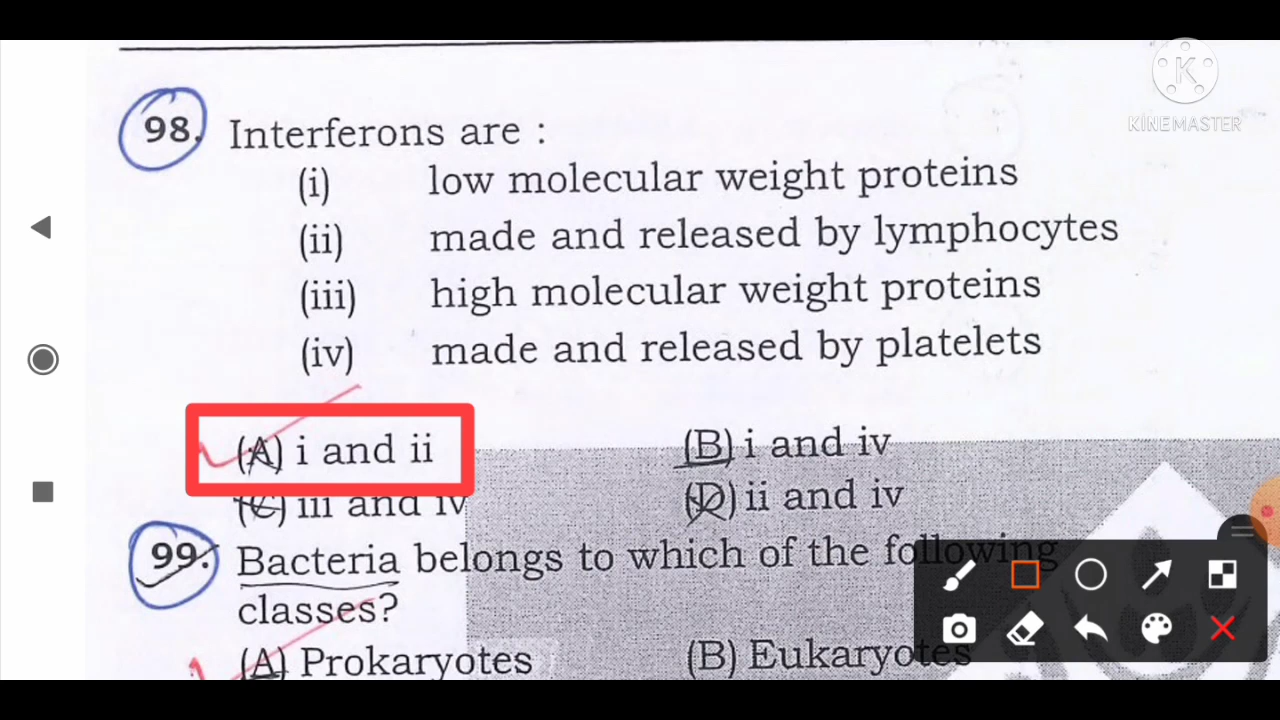 KINEMASTER
98. Interferons are :
(i) low molecular weight proteins
(ii) made and released by lymphocytes
(iii) high molecular weight proteins
(iv) made and released by platelets
(A) i and ii (B) i and iv
(C) iii and iv (D) ii and iv
99. Bacteria belongs to which of the following
classes?
(A) Prokaryotes (B) Eukaryotes